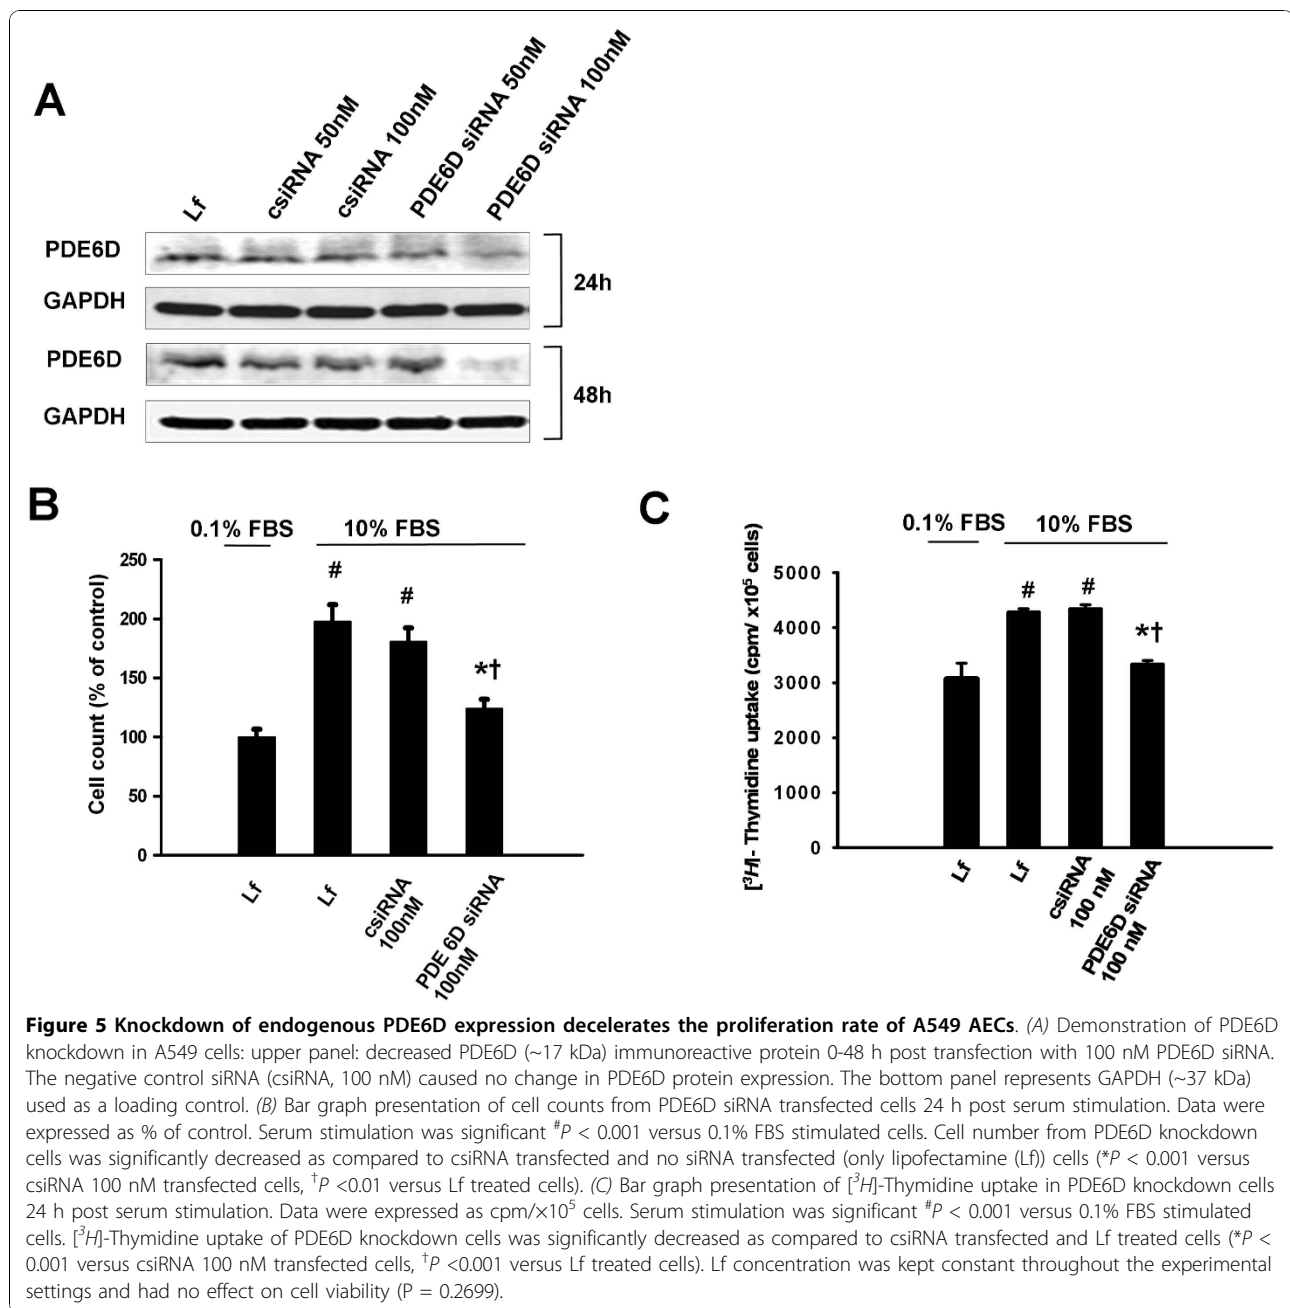 A
Lf
csiRNA 50nM
csiRNA 100nM
PDE6D siRNA 50nM
PDE6D siRNA 100nM
PDE6D
GAPDH
24h
PDE6D
GAPDH
48h
B
0.1% FBS
10% FBS
Cell count (% of control)
250
200
150
100
50
0
#
#
*†
Lf
Lf
csiRNA
100nM
PDE 6D siRNA
100nM
C
0.1% FBS
10% FBS
[³H]- Thymidine uptake (cpm/ x10⁵ cells)
5000
4000
3000
2000
1000
0
#
#
*†
Lf
Lf
csiRNA
100 nM
PDE6D siRNA
100 nM
Figure 5 Knockdown of endogenous PDE6D expression decelerates the proliferation rate of A549 AECs. (A) Demonstration of PDE6D
knockdown in A549 cells: upper panel: decreased PDE6D (~17 kDa) immunoreactive protein 0-48 h post transfection with 100 nM PDE6D siRNA.
The negative control siRNA (csiRNA, 100 nM) caused no change in PDE6D protein expression. The bottom panel represents GAPDH (~37 kDa)
used as a loading control. (B) Bar graph presentation of cell counts from PDE6D siRNA transfected cells 24 h post serum stimulation. Data were
expressed as % of control. Serum stimulation was significant #P < 0.001 versus 0.1% FBS stimulated cells. Cell number from PDE6D knockdown
cells was significantly decreased as compared to csiRNA transfected and no siRNA transfected (only lipofectamine (Lf)) cells (*P < 0.001 versus
csiRNA 100 nM transfected cells, †P <0.01 versus Lf treated cells). (C) Bar graph presentation of [³H]-Thymidine uptake in PDE6D knockdown cells
24 h post serum stimulation. Data were expressed as cpm/×10⁵ cells. Serum stimulation was significant #P < 0.001 versus 0.1% FBS stimulated
cells. [³H]-Thymidine uptake of PDE6D knockdown cells was significantly decreased as compared to csiRNA transfected and Lf treated cells (*P <
0.001 versus csiRNA 100 nM transfected cells, †P <0.001 versus Lf treated cells). Lf concentration was kept constant throughout the experimental
settings and had no effect on cell viability (P = 0.2699).